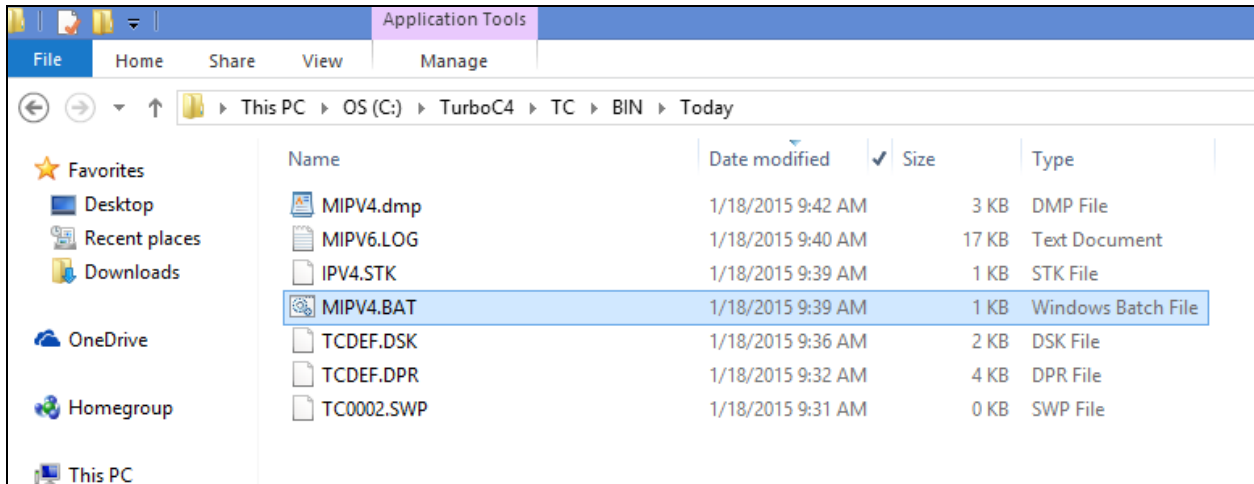 Application Tools
File Home Share View Manage
This PC OS (C:) TurboC4 TC BIN Today
Favorites
Desktop
Recent places
Downloads
OneDrive
Homegroup
This PC
Name Date modified Size Type
MIPV4.dmp 1/18/2015 9:42 AM 3 KB DMP File
MIPV6.LOG 1/18/2015 9:40 AM 17 KB Text Document
IPV4.STK 1/18/2015 9:39 AM 1 KB STK File
MIPV4.BAT 1/18/2015 9:39 AM 1 KB Windows Batch File
TCDEF.DSK 1/18/2015 9:36 AM 2 KB DSK File
TCDEF.DPR 1/18/2015 9:32 AM 4 KB DPR File
TC0002.SWP 1/18/2015 9:31 AM 0 KB SWP File